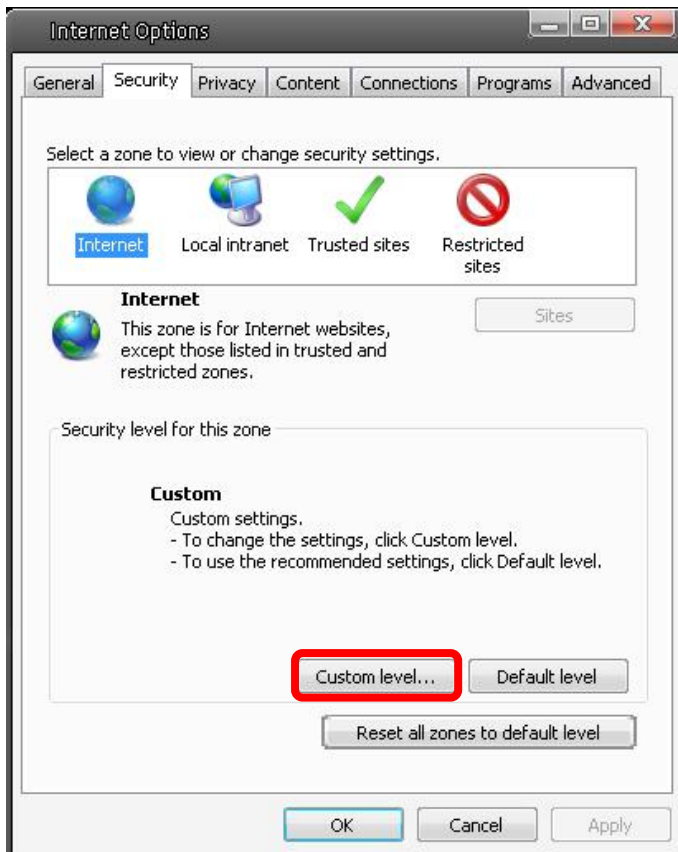 Internet Options
General Security Privacy Content Connections Programs Advanced
Select a zone to view or change security settings.
Internet Local intranet Trusted sites Restricted
sites
Internet
Sites
This zone is for Internet websites,
except those listed in trusted and
restricted zones.
Security level for this zone
Custom
Custom settings.
- To change the settings, click Custom level.
- To use the recommended settings, click Default level.
Custom level... Default level
Reset all zones to default level
OK Cancel Apply